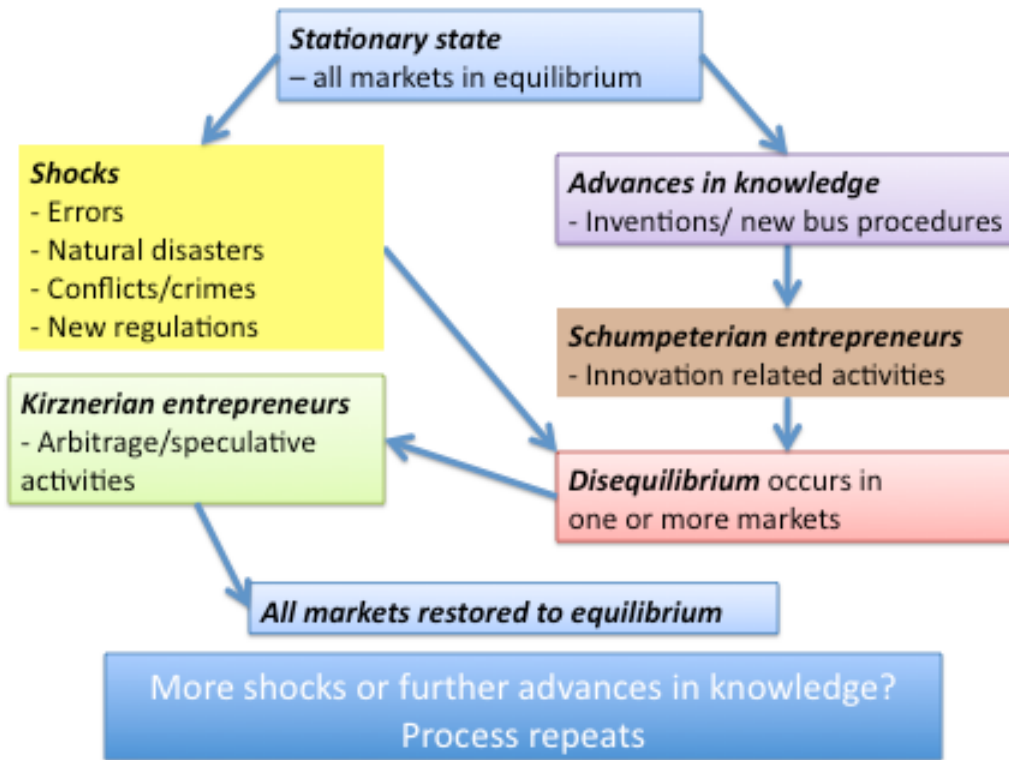 Stationary state
– all markets in equilibrium
Shocks
- Errors
- Natural disasters
- Conflicts/crimes
- New regulations
Advances in knowledge
- Inventions/ new bus procedures
Schumpeterian entrepreneurs
- Innovation related activities
Kirznerian entrepreneurs
- Arbitrage/speculative
activities
Disequilibrium occurs in
one or more markets
All markets restored to equilibrium
More shocks or further advances in knowledge?
Process repeats